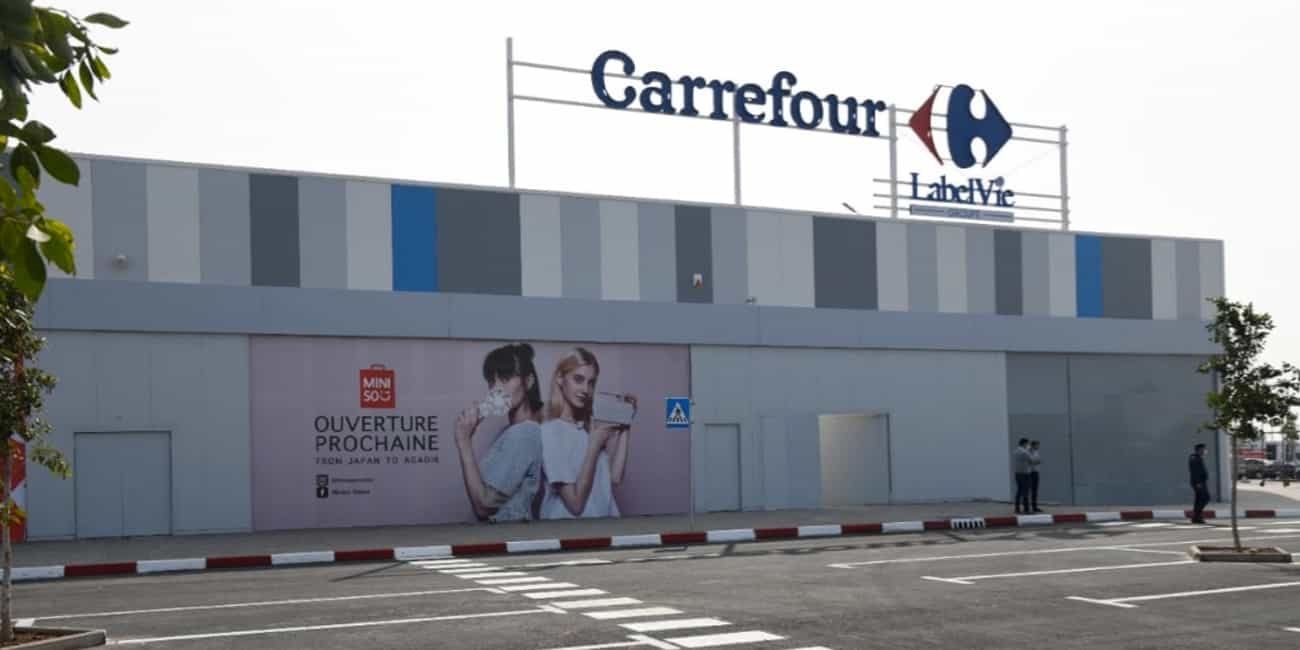 Carrefour
LabelVie
GROUPE
MINI
SO
OUVERTURE
PROCHAINE
FROM JAPAN TO AGADIR